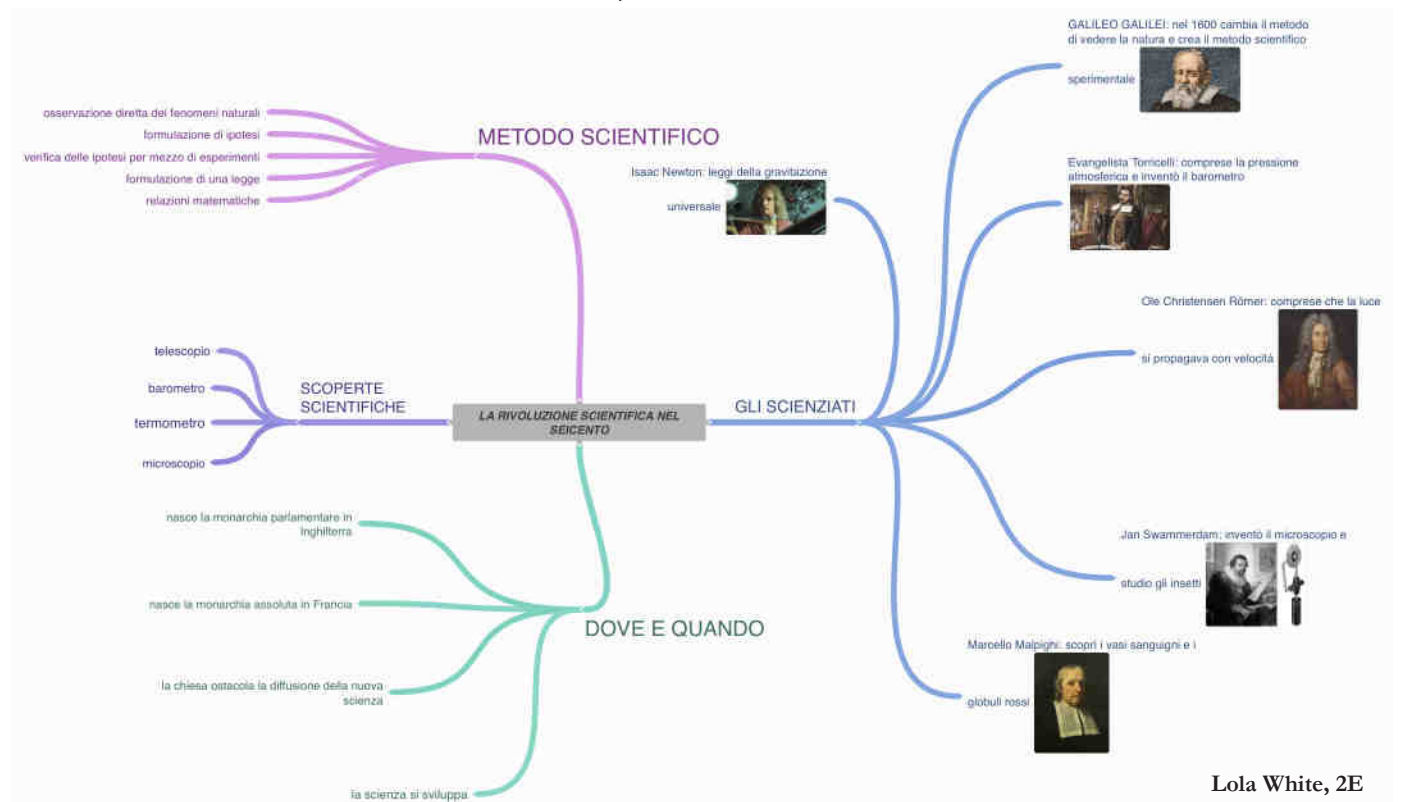 METODO SCIENTIFICO
osservazione diretta dei fenomeni naturali
formulazione di ipotesi
verifica delle ipotesi per mezzo di esperimenti
formulazione di una legge
relazioni matematiche
SCOPERTE
SCIENTIFICHE
telescopio
barometro
termometro
microscopio
LA RIVOLUZIONE SCIENTIFICA NEL
SEICENTO
DOVE E QUANDO
nasce la monarchia parlamentare in
Inghilterra
nasce la monarchia assoluta in Francia
la chiesa ostacola la diffusione della nuova
scienza
la scienza si sviluppa
GLI SCIENZIATI
Isaac Newton: leggi della gravitazione
universale
GALILEO GALILEI: nel 1600 cambia il metodo
di vedere la natura e crea il metodo scientifico
sperimentale
Evangelista Torricelli: comprese la pressione
atmosferica e inventò il barometro
Ole Christensen Römer: comprese che la luce
si propagava con velocità
Jan Swammerdam: inventò il microscopio e
studio gli insetti
Marcello Malpighi: scoprì i vasi sanguigni e i
globuli rossi
Lola White, 2E